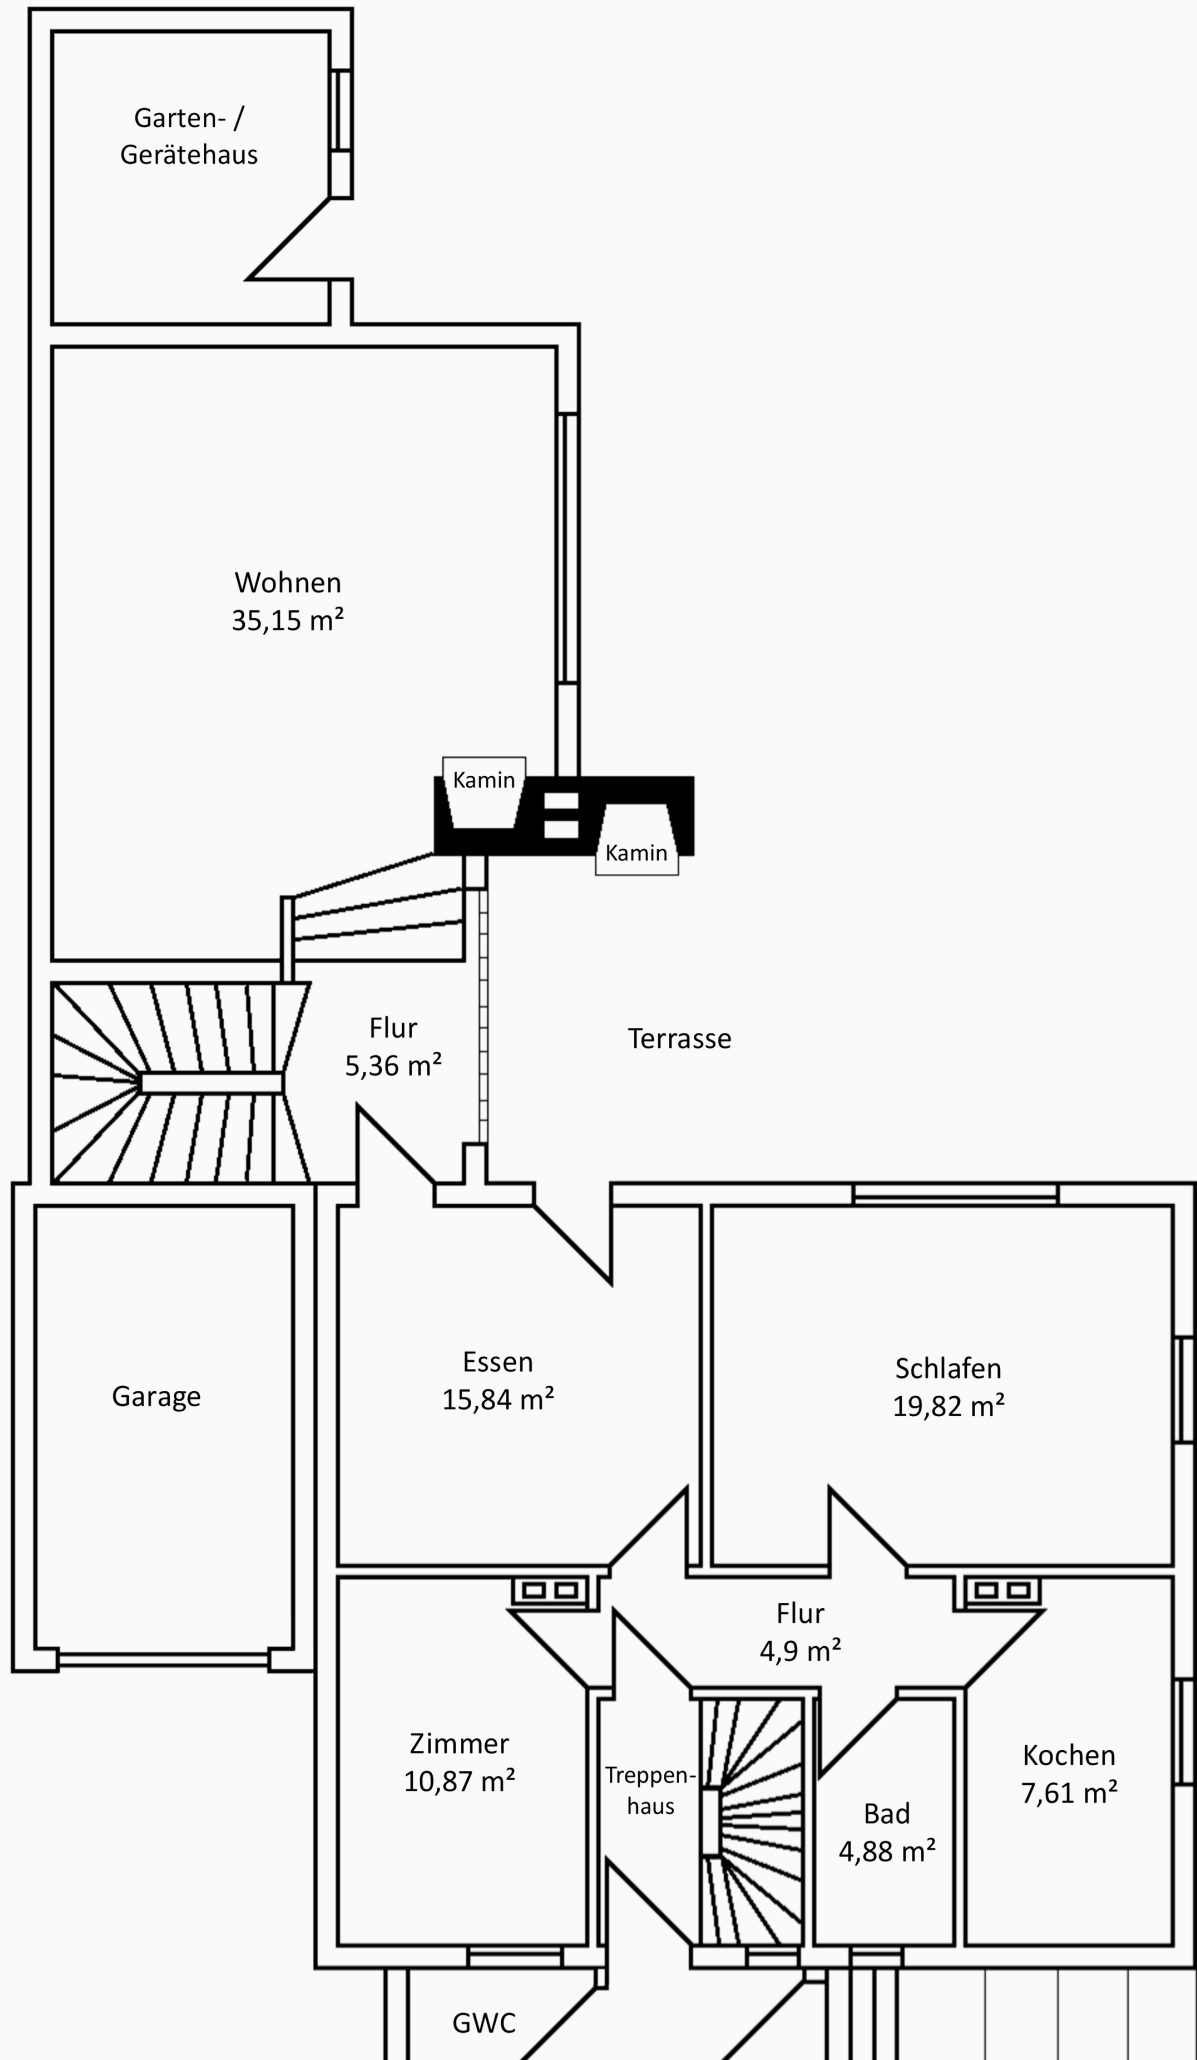 Garten- /
Gerätehaus
Wohnen
35,15 m²
Kamin
Kamin
Flur
5,36 m²
Terrasse
Essen
15,84 m²
Schlafen
19,82 m²
Garage
Flur
4,9 m²
Zimmer
10,87 m²
Treppen-
haus
Bad
4,88 m²
Kochen
7,61 m²
GWC